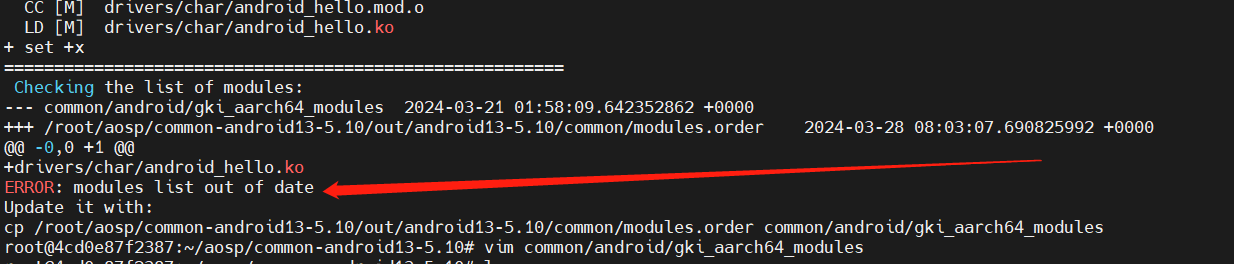 CC [M]  drivers/char/android_hello.mod.o
LD [M]  drivers/char/android_hello.ko
+ set +x
========================================================
Checking the list of modules:
--- common/android/gki_aarch64_modules  2024-03-21 01:58:09.642352862 +0000
+++ /root/aosp/common-android13-5.10/out/android13-5.10/common/modules.order    2024-03-28 08:03:07.690825992 +0000
@@ -0,0 +1 @@
+drivers/char/android_hello.ko
ERROR: modules list out of date
Update it with:
cp /root/aosp/common-android13-5.10/out/android13-5.10/common/modules.order common/android/gki_aarch64_modules
root@4cd0e87f2387:~/aosp/common-android13-5.10# vim common/android/gki_aarch64_modules